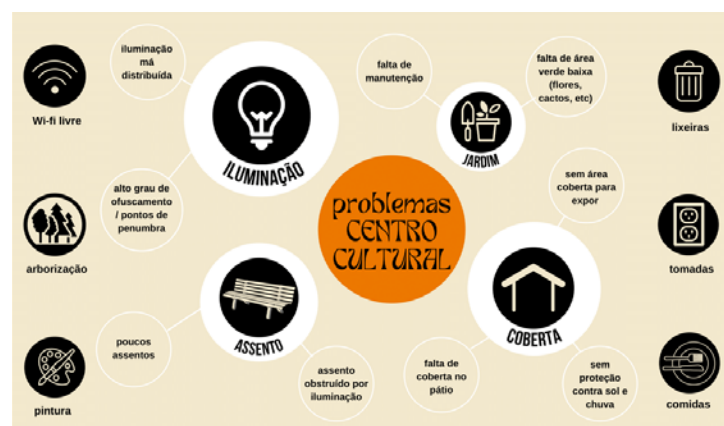 Wi-fi livre
arborização
pintura
iluminação
má
distribuída
alto grau de
ofuscamento
/ pontos de
penumbra
ILUMINAÇÃO
poucos
assentos
ASSENTO
assento
obstruído por
iluminação
problemas
CENTRO
CULTURAL
falta de
manutenção
falta de área
verde baixa
(flores,
cactos, etc)
JARDIM
sem área
coberta para
expor
COBERTA
falta de
coberta no
pátio
sem
proteção
contra sol e
chuva
lixeiras
tomadas
comidas